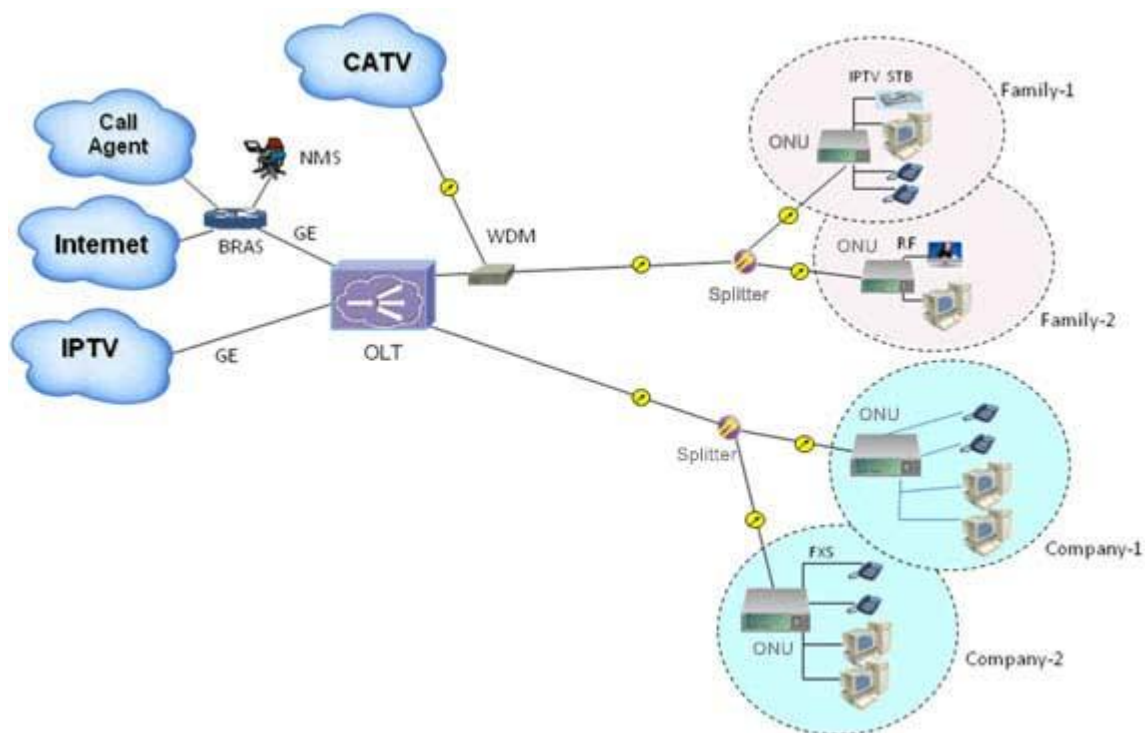 CATV
Call
Agent
NMS
Internet
BRAS
GE
WDM
IPTV
GE
OLT
Splitter
Splitter
IPTV STB
Family-1
ONU
ONU
RF
Family-2
ONU
Company-1
FXS
ONU
Company-2